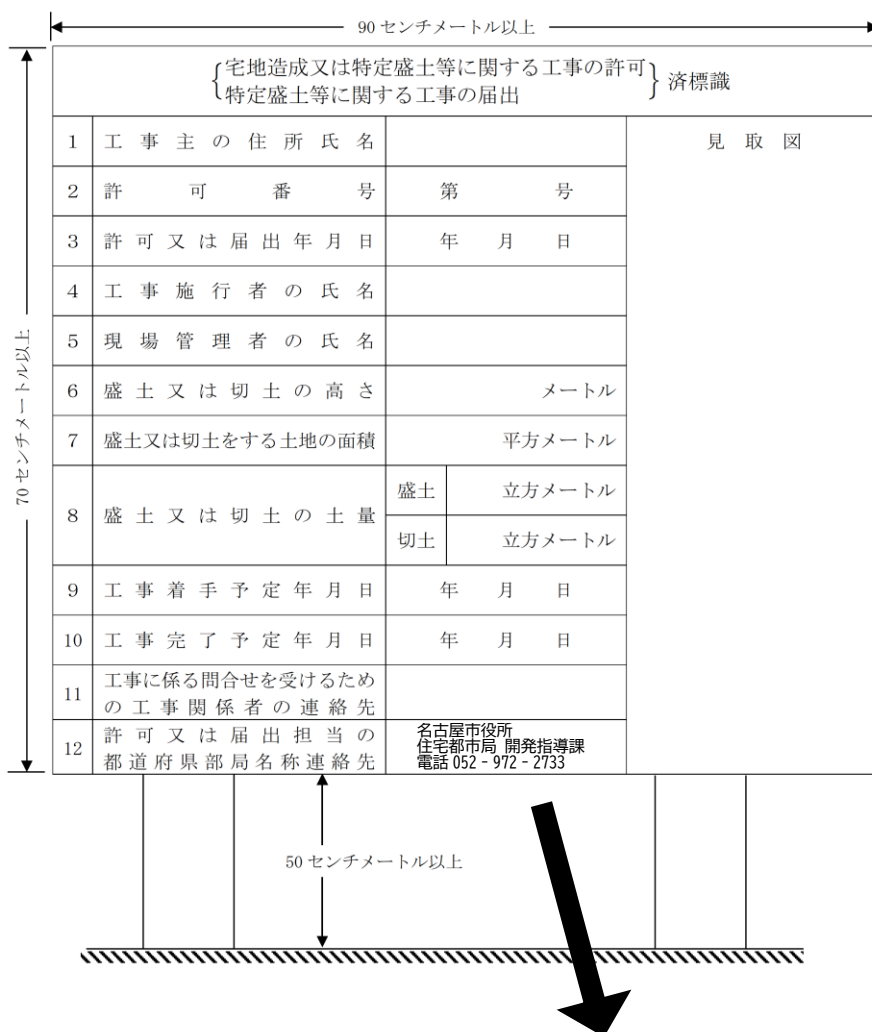 90 センチメートル以上
宅地造成又は特定盛土等に関する工事の許可
特定盛土等に関する工事の届出
済標識
1 工事主の住所氏名
見取図
2 許可番号 第 号
3 許可又は届出年月日 年 月 日
4 工事施行者の氏名
5 現場管理者の氏名
6 盛土又は切土の高さ メートル
7 盛土又は切土をする土地の面積 平方メートル
8 盛土又は切土の土量
盛土 立方メートル
切土 立方メートル
9 工事着手予定年月日 年 月 日
10 工事完了予定年月日 年 月 日
11 工事に係る問合せを受けるため
の工事関係者の連絡先
12 許可又は届出担当の
都道府県部局名称連絡先
名古屋市役所
住宅都市局 開発指導課
電話 052‐972‐2733
70 センチメートル以上
50 センチメートル以上